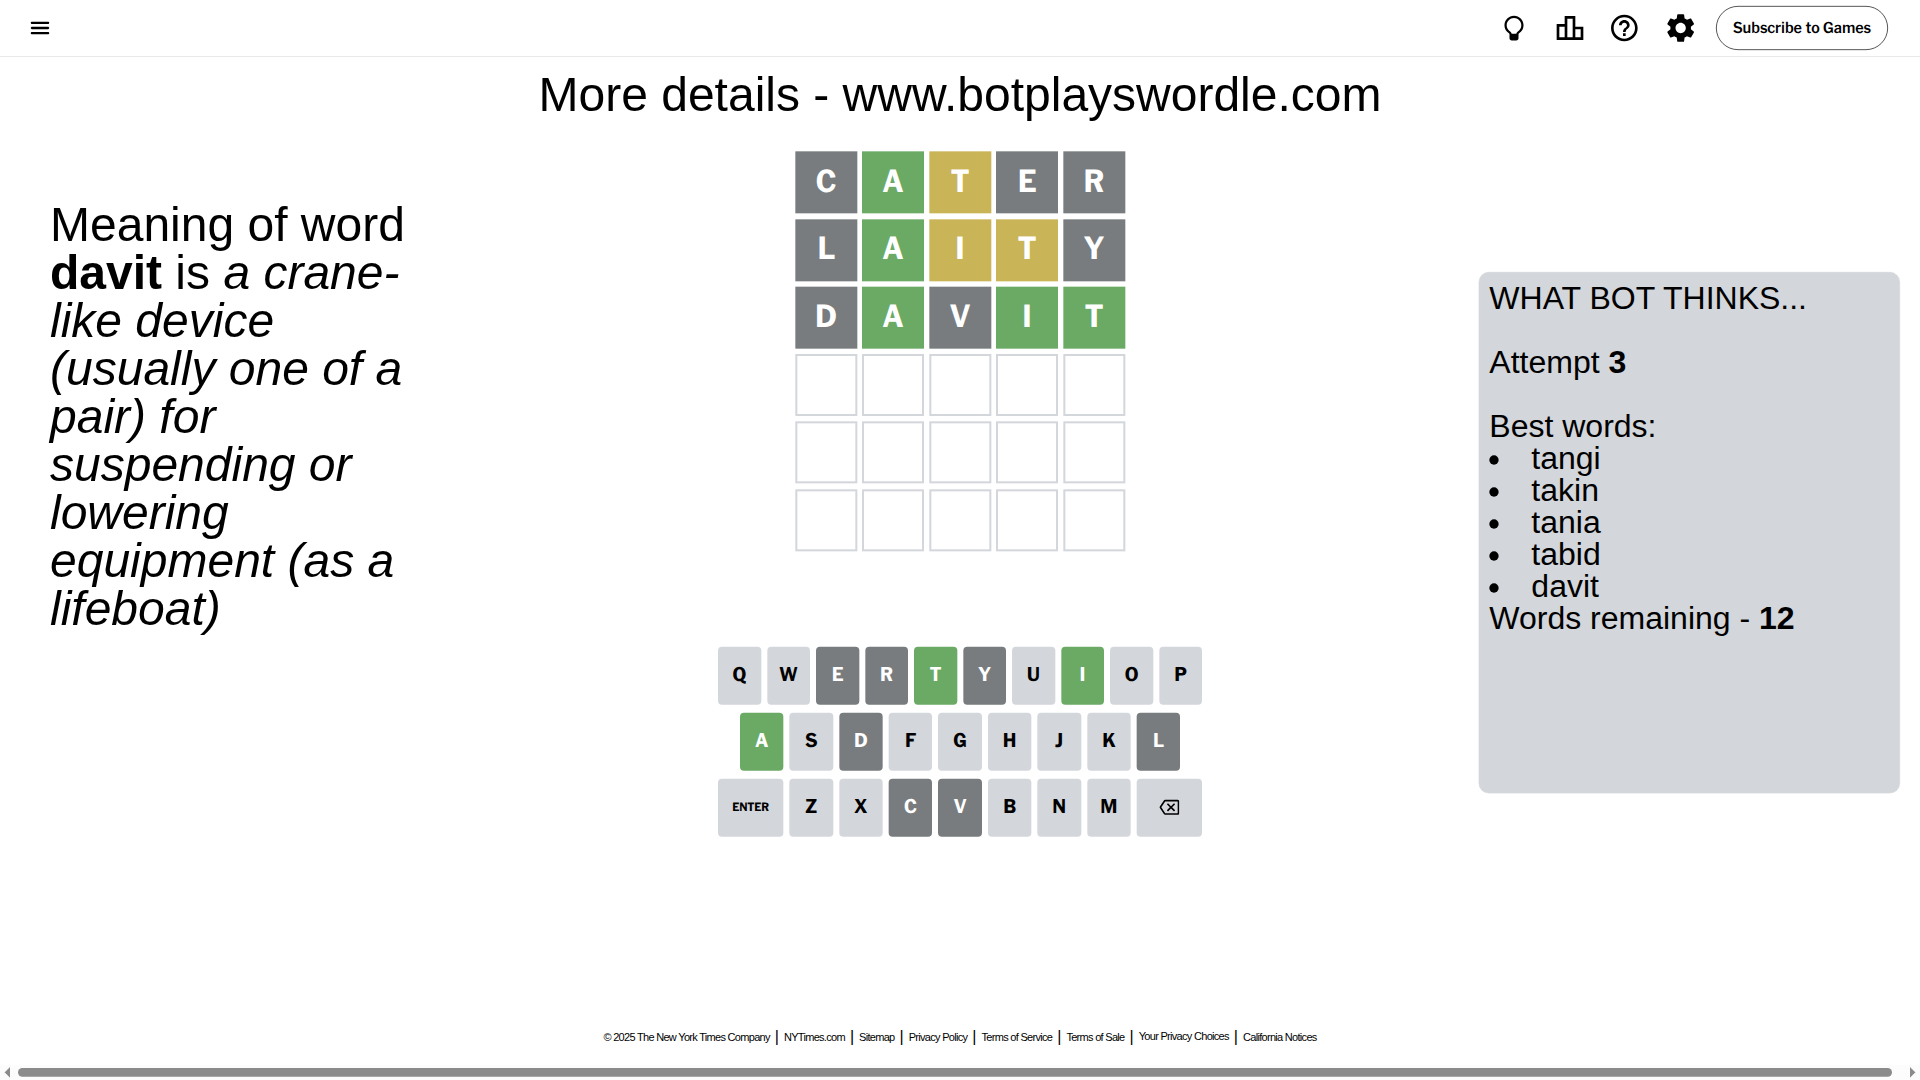 Subscribe to Games
More details - www.botplayswordle.com
Meaning of word
davit is a crane-
like device
(usually one of a
pair) for
suspending or
lowering
equipment (as a
lifeboat)
C A T E R
L A I T Y
D A V I T
WHAT BOT THINKS...
Attempt 3
Best words:
• tangi
• takin
• tania
• tabid
• davit
Words remaining - 12
Q W E R T Y U I O P
A S D F G H J K L
ENTER Z X C V B N M
© 2025 The New York Times Company | NYTimes.com | Sitemap | Privacy Policy | Terms of Service | Terms of Sale | Your Privacy Choices | California Notices